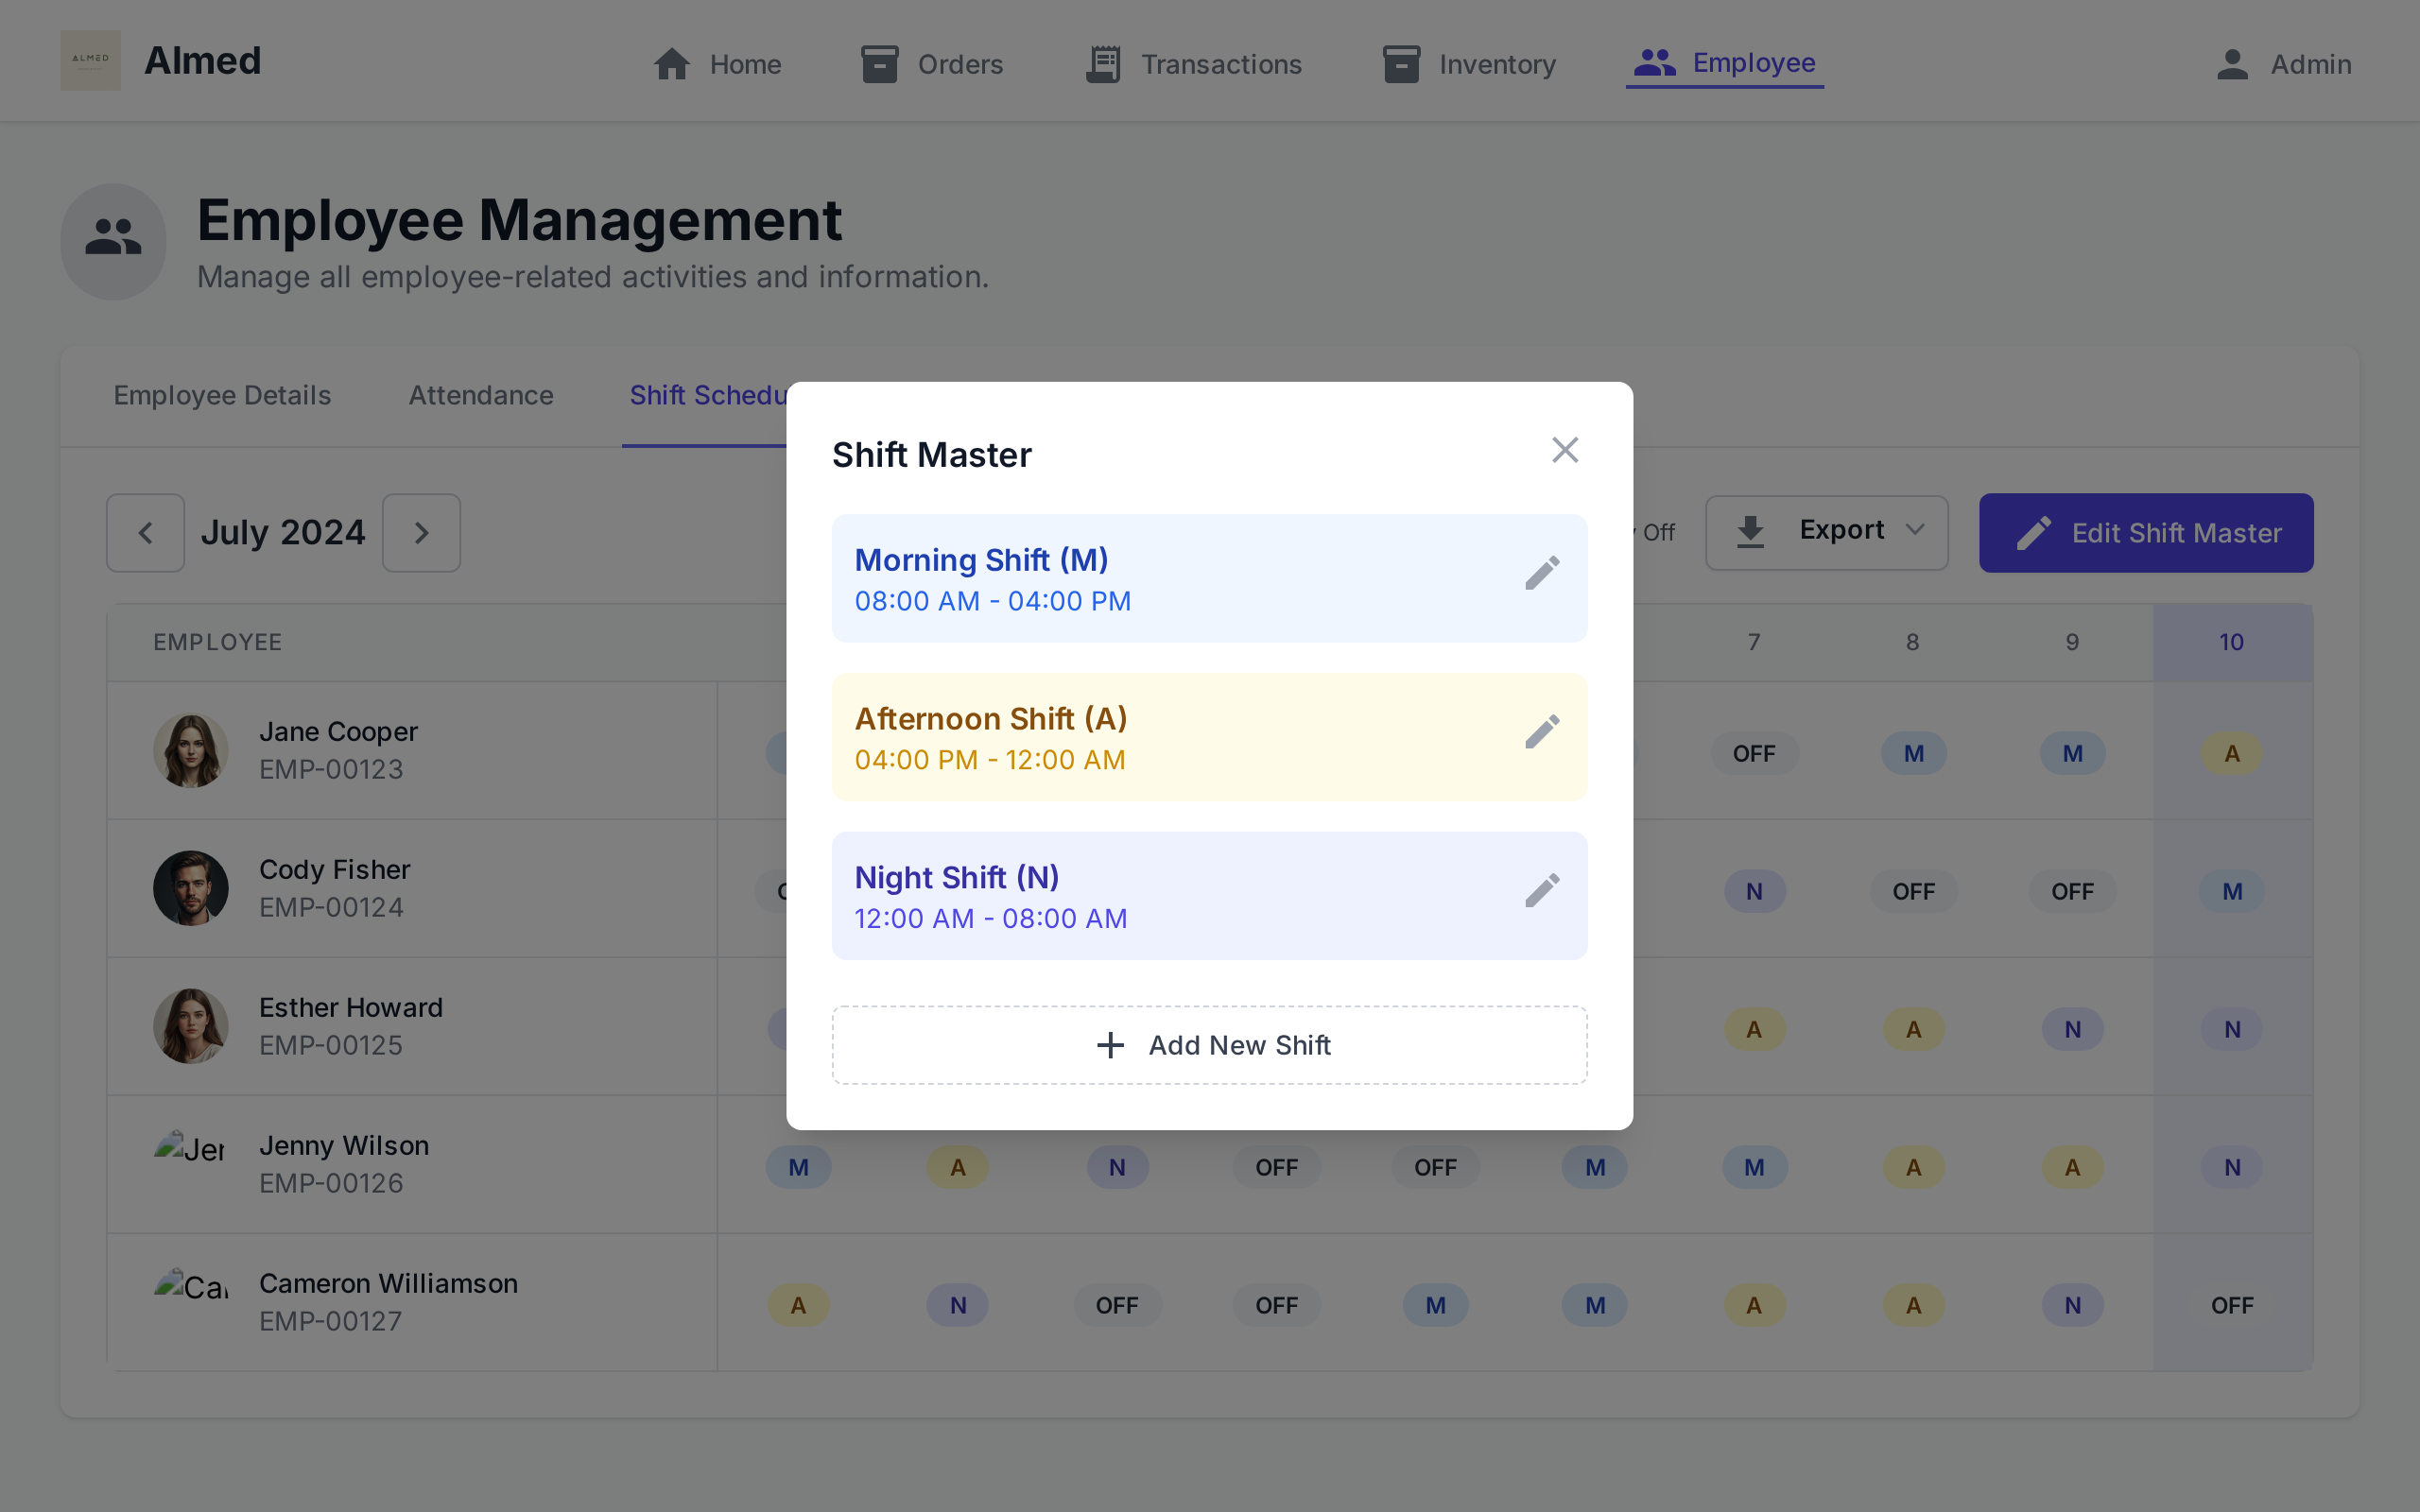 ALMED
Almed
Home
Orders
Transactions
Inventory
Employee
Admin
Employee Management
Manage all employee-related activities and information.
Employee Details
Attendance
Shift Schedu
July 2024
Off
Export
Edit Shift Master
Shift Master
Morning Shift (M)
08:00 AM - 04:00 PM
Afternoon Shift (A)
04:00 PM - 12:00 AM
Night Shift (N)
12:00 AM - 08:00 AM
Add New Shift
EMPLOYEE 7 8 9 10
Jane Cooper
EMP-00123
OFF M M A
Cody Fisher
EMP-00124
N OFF OFF M
Esther Howard
EMP-00125
A A N N
Jer
Jenny Wilson
EMP-00126
M A N OFF OFF M M A A N
Ca
Cameron Williamson
EMP-00127
A N OFF OFF M M A A N OFF